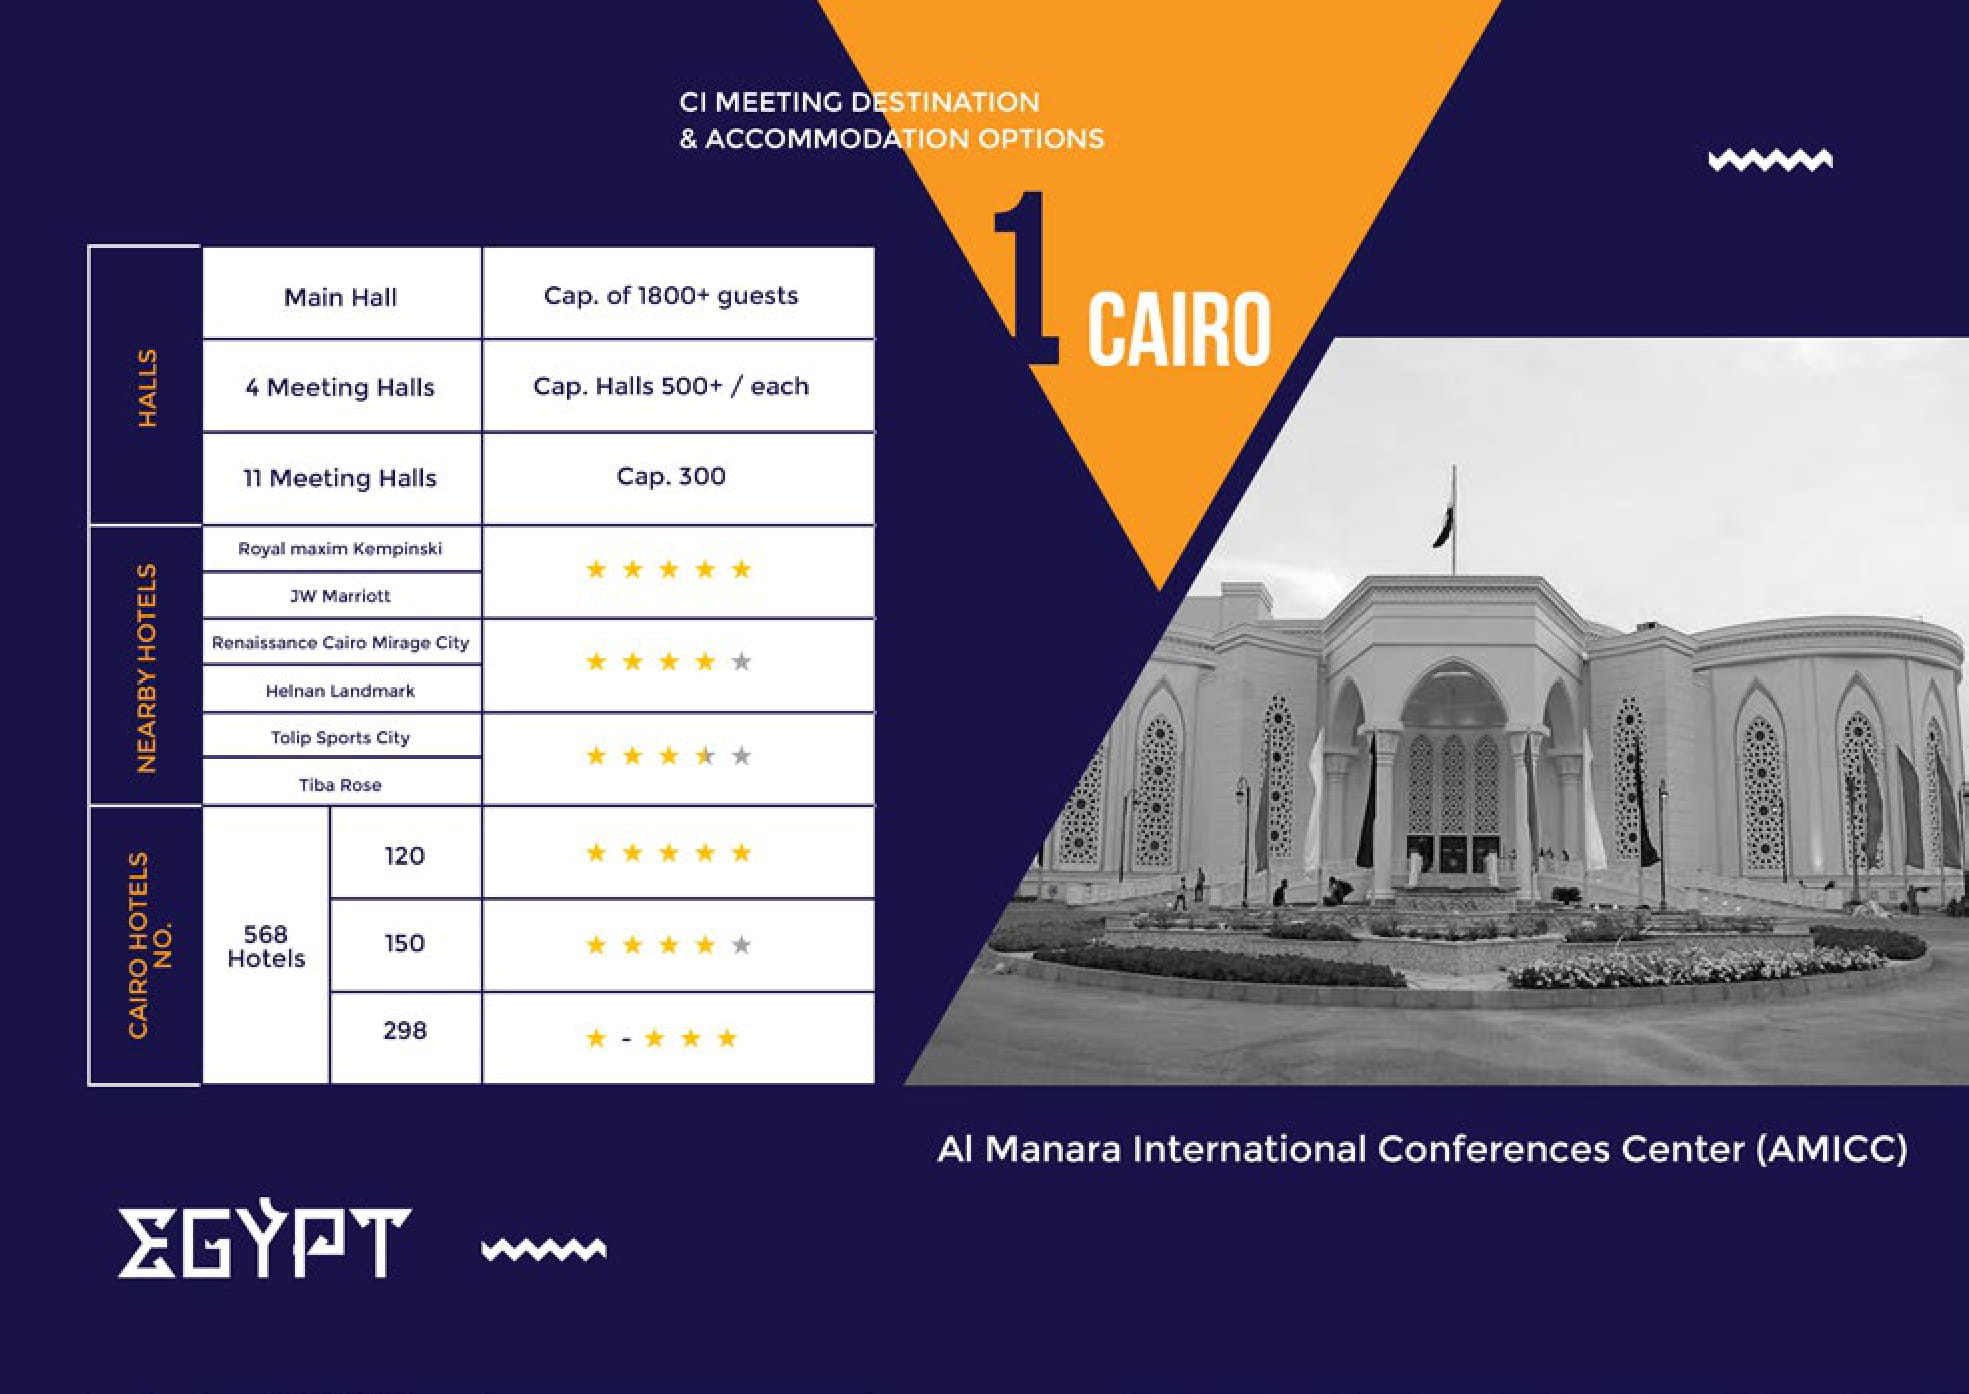 CI MEETING DESTINATION
& ACCOMMODATION OPTIONS
1 CAIRO
HALLS
Main Hall
Cap. of 1800+ guests
4 Meeting Halls
Cap. Halls 500+ / each
11 Meeting Halls
Cap. 300
NEARBY HOTELS
Royal maxim Kempinski
JW Marriott
Renaissance Cairo Mirage City
Helnan Landmark
Tolip Sports City
Tiba Rose
CAIRO HOTELS
NO.
568
Hotels
120
150
298
-
Al Manara International Conferences Center (AMICC)
EGYPT